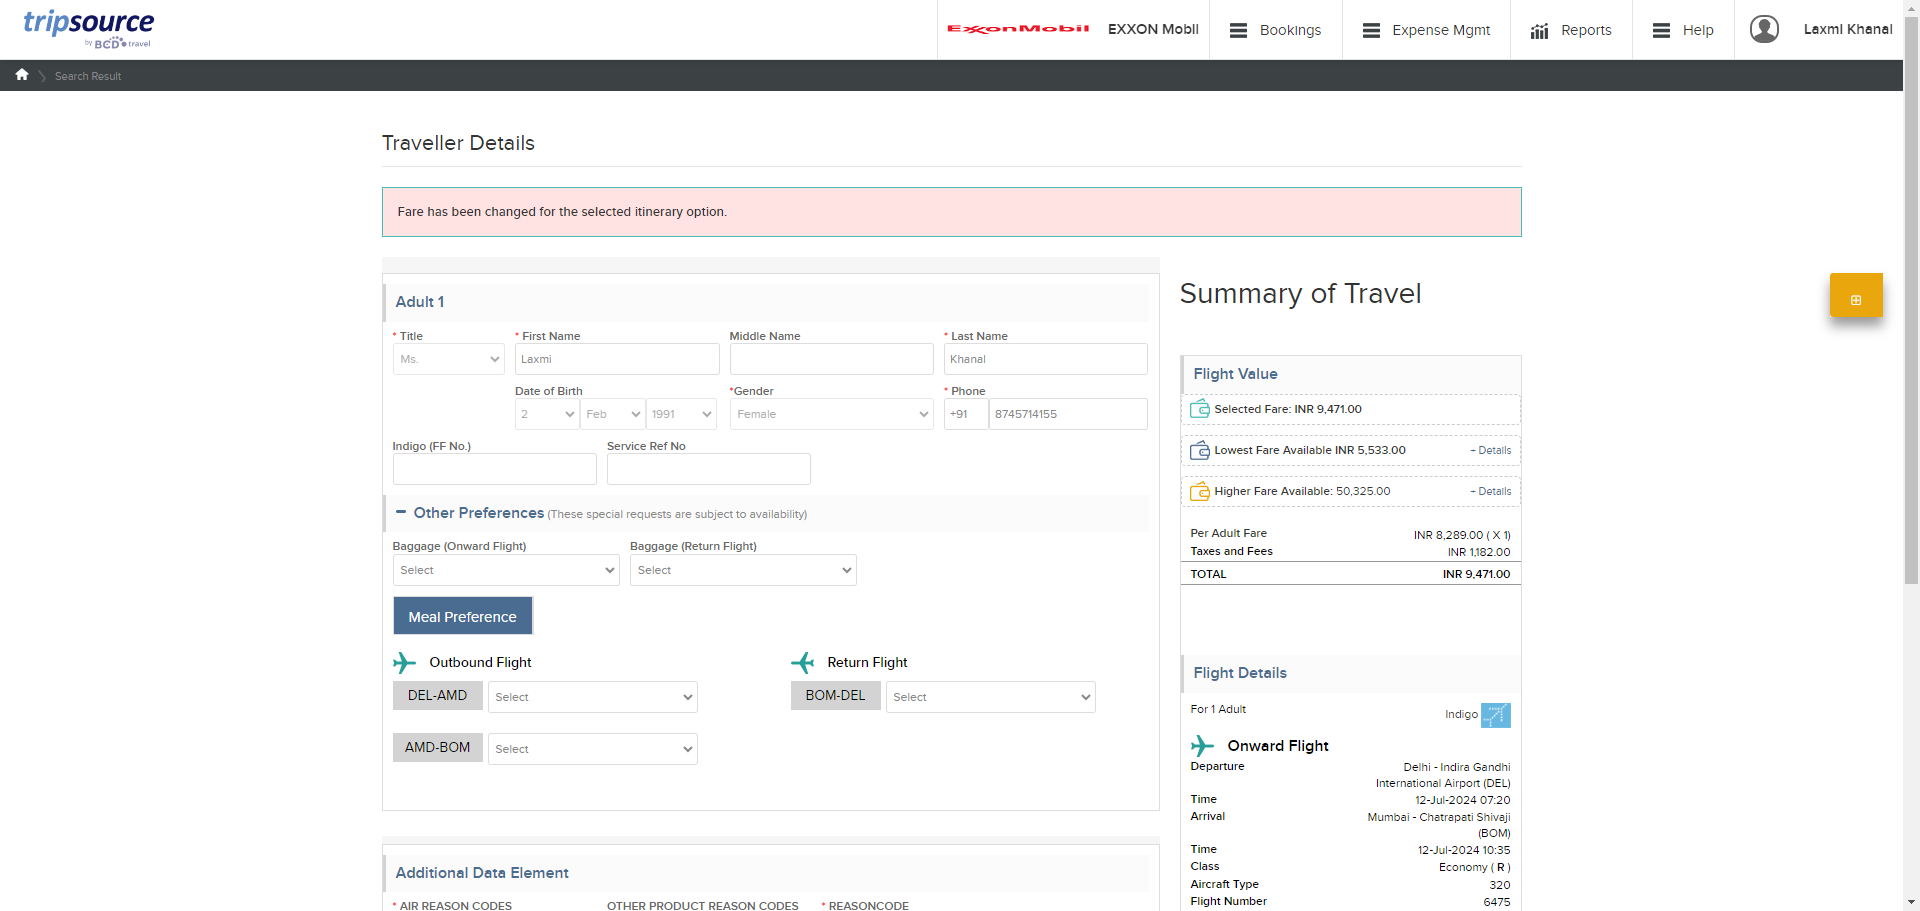 tripsource
by BCD travel
ExxonMobil
EXXON Mobil
Bookings
Expense Mgmt
Reports
Help
Laxmi Khanal
Search Result
Traveller Details
Fare has been changed for the selected itinerary option.
Adult 1
* Title
* First Name
Middle Name
* Last Name
Ms.
Laxmi
Khanal
Date of Birth
*Gender
* Phone
2
Feb
1991
Female
+91
8745714155
Indigo (FF No.)
Service Ref No
Other Preferences (These special requests are subject to availability)
Baggage (Onward Flight)
Baggage (Return Flight)
Select
Select
Meal Preference
Outbound Flight
Return Flight
DEL-AMD
Select
BOM-DEL
Select
AMD-BOM
Select
Additional Data Element
* AIR REASON CODES
OTHER PRODUCT REASON CODES
* REASONCODE
Summary of Travel
Flight Value
Selected Fare: INR 9,471.00
Lowest Fare Available INR 5,533.00
+ Details
Higher Fare Available: 50,325.00
+ Details
Per Adult Fare
INR 8,289.00 ( X 1)
Taxes and Fees
INR 1,182.00
TOTAL
INR 9,471.00
Flight Details
For 1 Adult
Indigo
Onward Flight
Departure
Delhi - Indira Gandhi
International Airport (DEL)
Time
12-Jul-2024 07:20
Arrival
Mumbai - Chatrapati Shivaji
(BOM)
Time
12-Jul-2024 10:35
Class
Economy ( R )
Aircraft Type
320
Flight Number
6475